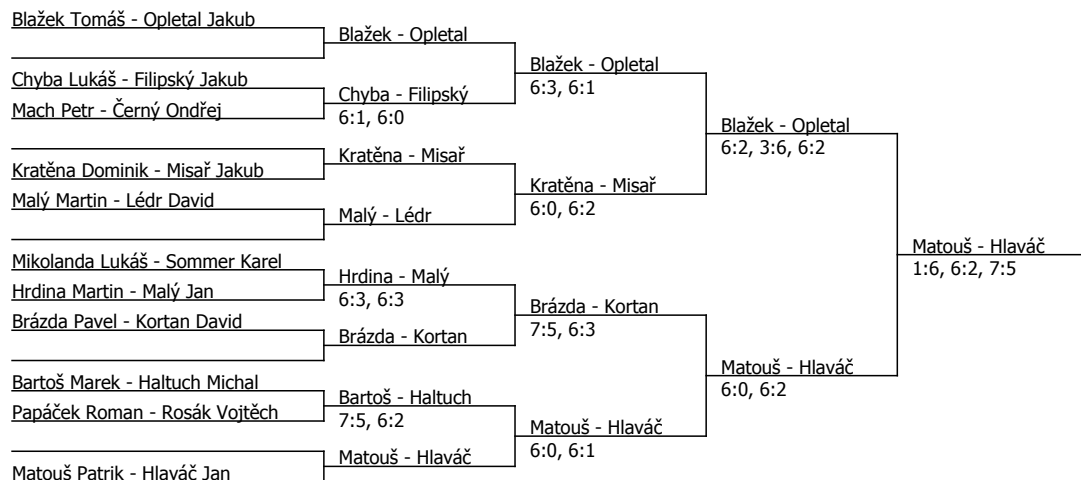 Blažek Tomáš - Opletal Jakub
Blažek - Opletal
Blažek - Opletal
6:3, 6:1
Chyba Lukáš - Filipský Jakub
Chyba - Filipský
6:1, 6:0
Mach Petr - Černý Ondřej
Blažek - Opletal
6:2, 3:6, 6:2
Kratěna - Misař
Kratěna Dominik - Misař Jakub
Kratěna - Misař
6:0, 6:2
Malý Martin - Lédr David
Malý - Lédr
Matouš - Hlaváč
1:6, 6:2, 7:5
Mikolanda Lukáš - Sommer Karel
Hrdina - Malý
6:3, 6:3
Hrdina Martin - Malý Jan
Brázda - Kortan
7:5, 6:3
Brázda Pavel - Kortan David
Brázda - Kortan
Matouš - Hlaváč
6:0, 6:2
Bartoš Marek - Haltuch Michal
Bartoš - Haltuch
7:5, 6:2
Papáček Roman - Rosák Vojtěch
Matouš - Hlaváč
6:0, 6:1
Matouš - Hlaváč
Matouš Patrik - Hlaváč Jan